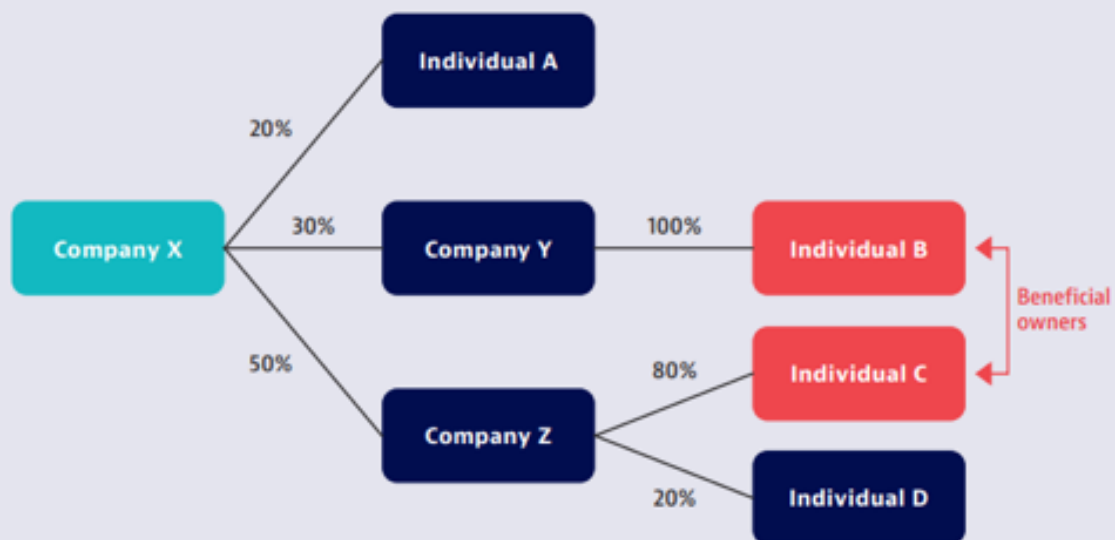 Individual A
20%
Company X
30%
Company Y
100%
Individual B
Beneficial
owners
50%
80%
Individual C
Company Z
20%
Individual D